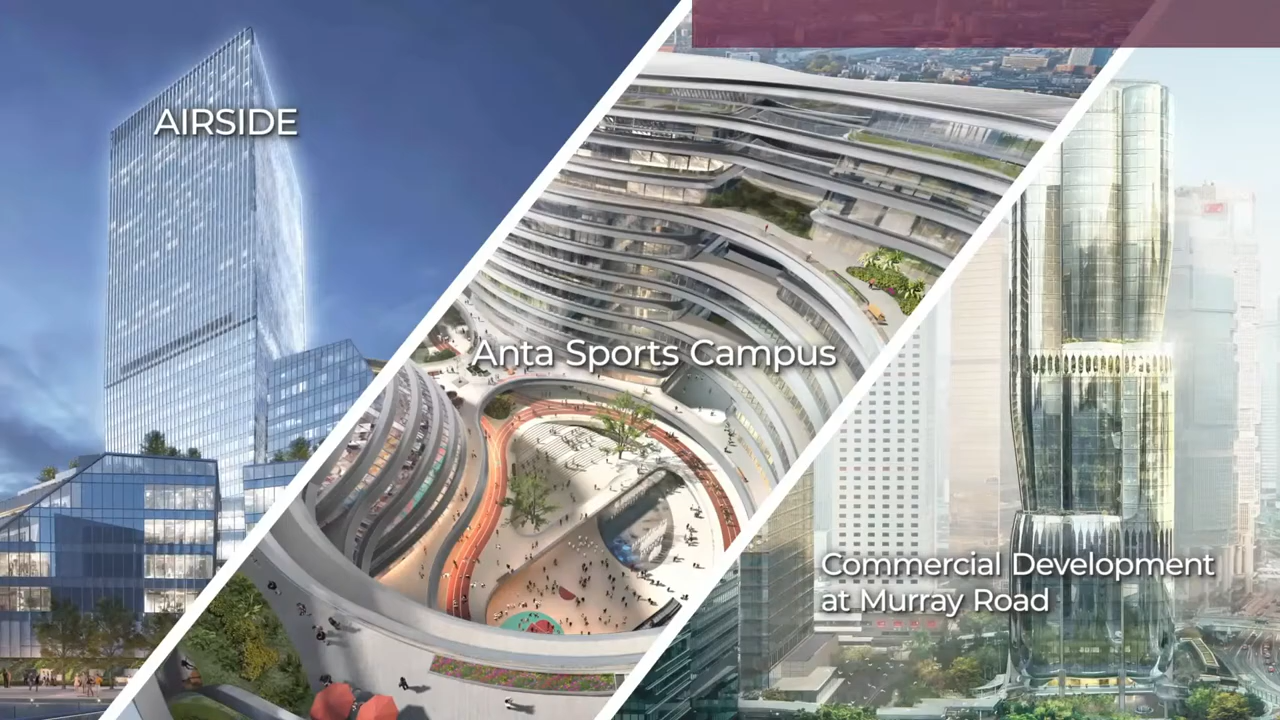 AIRSIDE
Anta Sports Campus
Commercial Development
at Murray Road